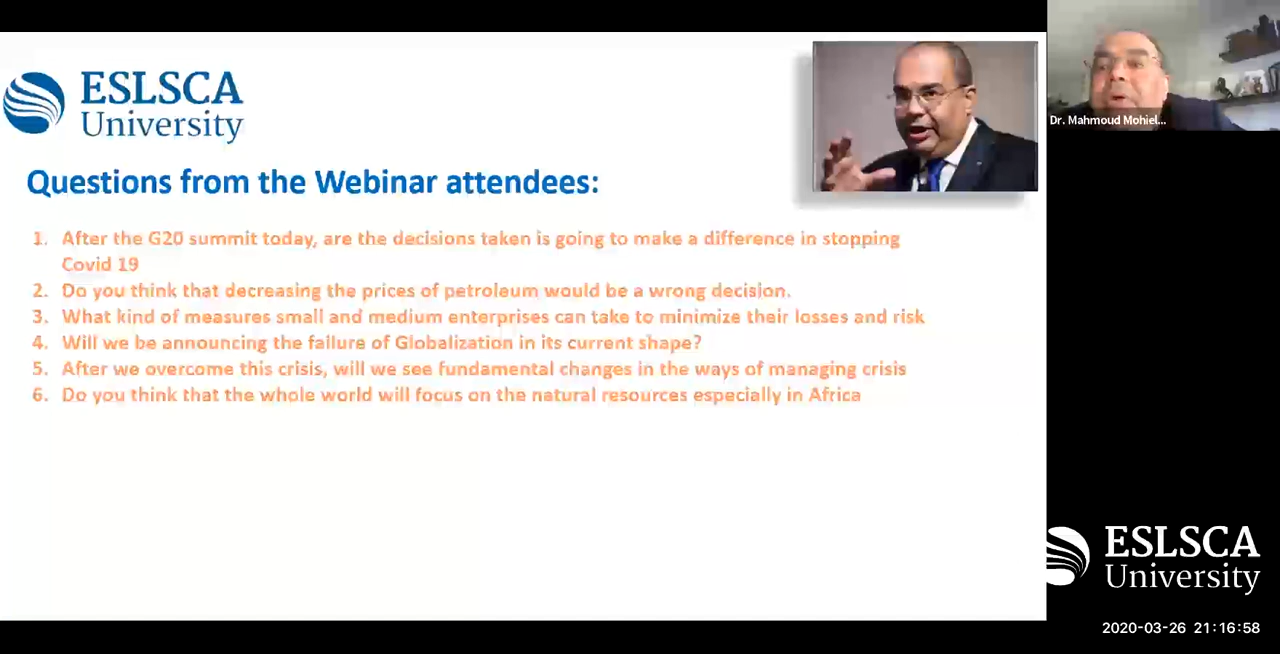 ESLSCA
University
Questions from the Webinar attendees:
1. After the G20 summit today, are the decisions taken is going to make a difference in stopping
Covid 19
2. Do you think that decreasing the prices of petroleum would be a wrong decision.
3. What kind of measures small and medium enterprises can take to minimize their losses and risk
4. Will we be announcing the failure of Globalization in its current shape?
5. After we overcome this crisis, will we see fundamental changes in the ways of managing crisis
6. Do you think that the whole world will focus on the natural resources especially in Africa
Dr. Mahmoud Mohiel...
ESLSCA
University
2020-03-26 21:16:58